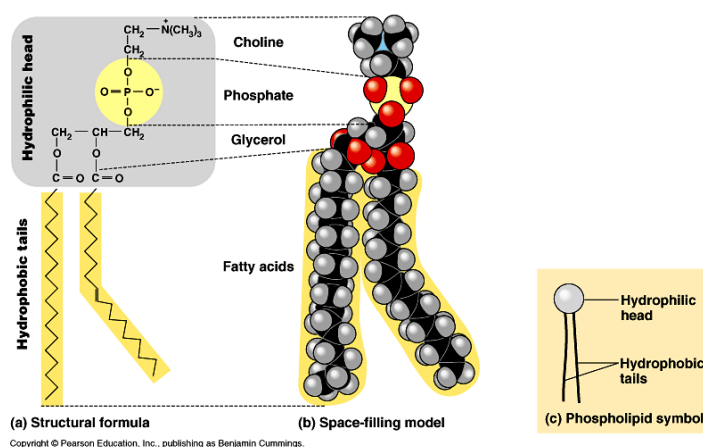 Hydrophilic head
CH₂—N⁺(CH₃)₃
CH₂
O
O=P—O⁻
O
CH₂—CH—CH₂
O O
C=O C=O
Hydrophobic tails
Choline
Phosphate
Glycerol
Fatty acids
Hydrophilic
head
Hydrophobic
tails
(a) Structural formula
(b) Space-filling model
(c) Phospholipid symbol
Copyright © Pearson Education, Inc., publishing as Benjamin Cummings.